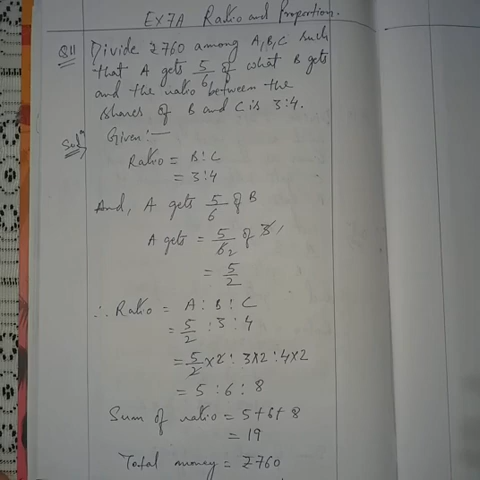 Ex 7A Ratio and Proportion.
Q11 Divide ₹760 among A, B, C such
that A gets 5/6 of what B gets
and the ratio between the
shares of B and C is 3:4.
Solⁿ Given:—
Ratio = B:C
= 3:4
And, A gets 5/6 of B
A gets = 5/6 2 of 3
= 5/2
∴ Ratio = A : B : C
= 5/2 : 3 : 4
= 5/2 × 2 : 3×2 : 4×2
= 5 : 6 : 8
Sum of ratio = 5+6+8
= 19
Total money = ₹760